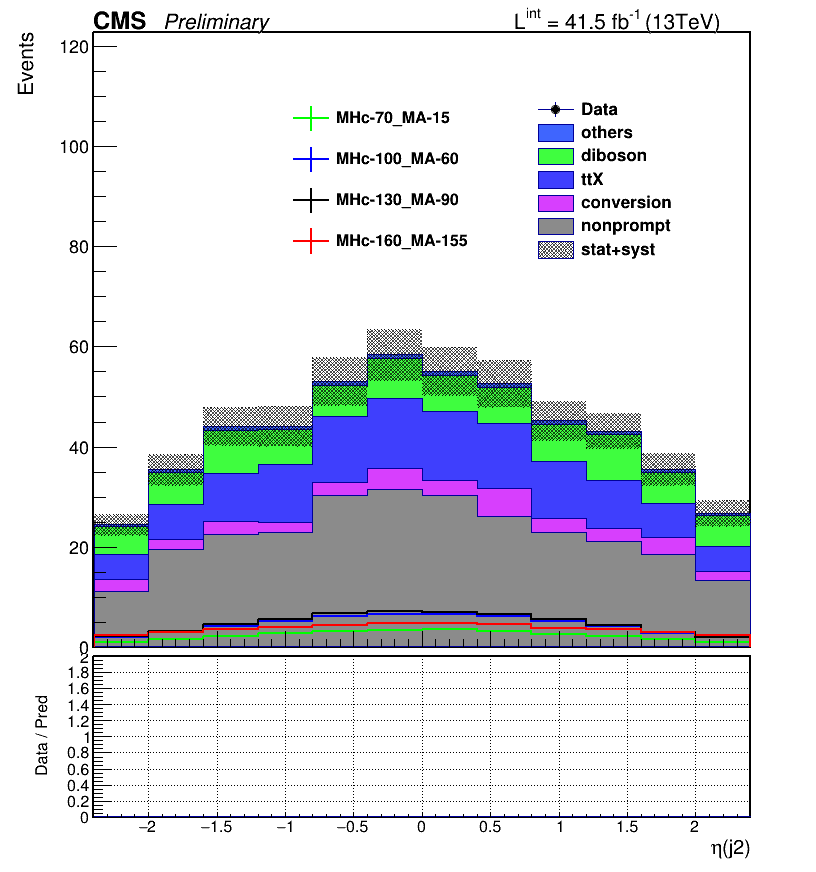 CMS Preliminary L^int = 41.5 fb^-1 (13TeV)
Events
120
100
80
60
40
20
0
MHc-70_MA-15
MHc-100_MA-60
MHc-130_MA-90
MHc-160_MA-155
Data
others
diboson
ttX
conversion
nonprompt
stat+syst
Data / Pred
2
1.8
1.6
1.4
1.2
1
0.8
0.6
0.4
0.2
0
−2 −1.5 −1 −0.5 0 0.5 1 1.5 2
η(j2)